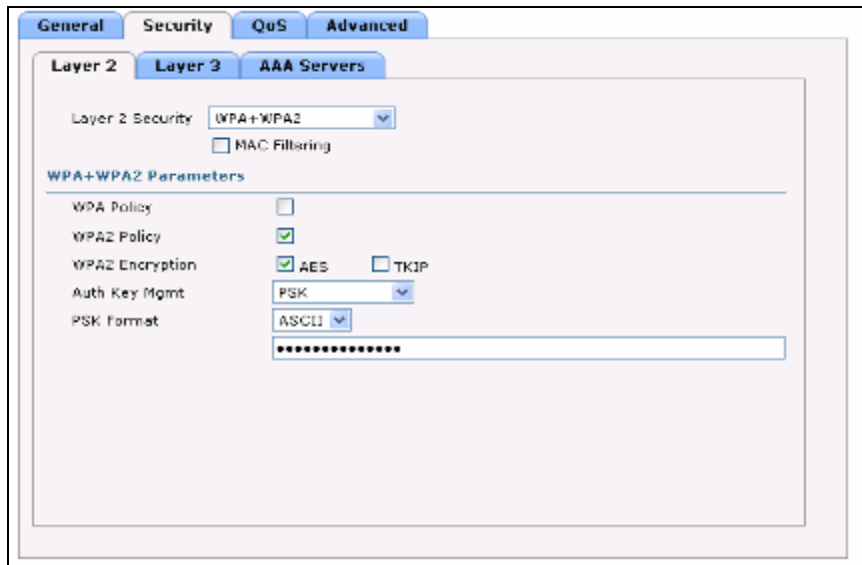 General Security QoS Advanced
Layer 2 Layer 3 AAA Servers
Layer 2 Security WPA+WPA2
MAC Filtering
WPA+WPA2 Parameters
WPA Policy
WPA2 Policy
WPA2 Encryption AES TKIP
Auth Key Mgmt PSK
PSK Format ASCII
••••••••••••••